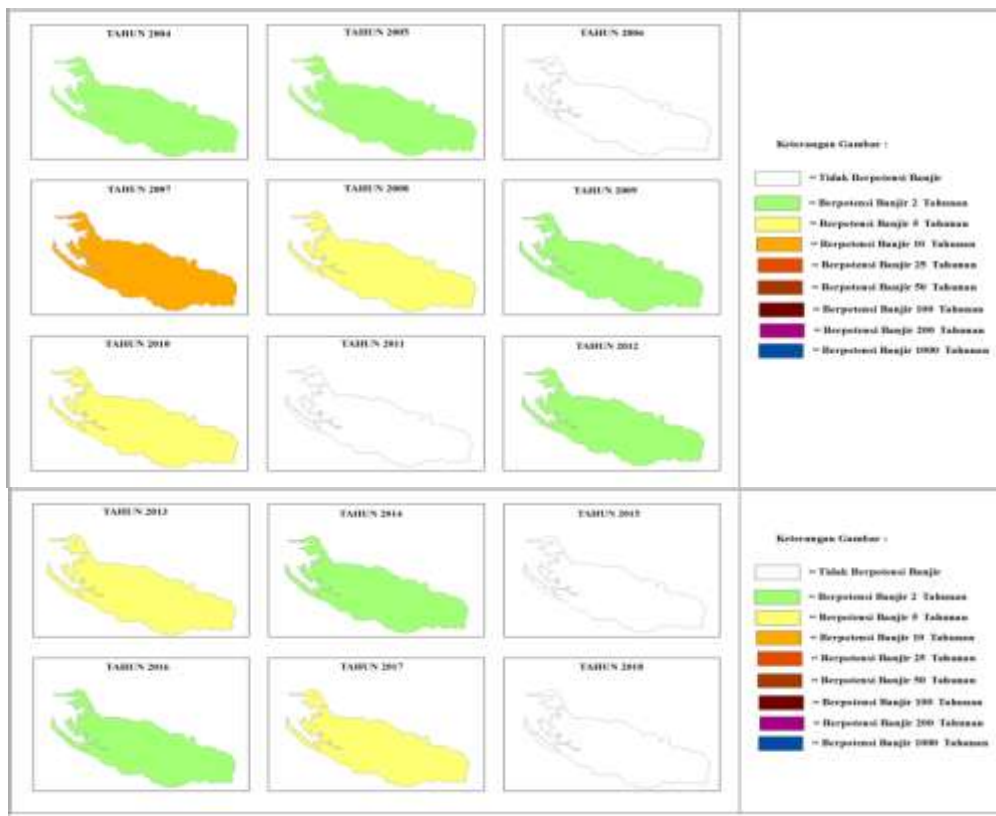 TAHUN 2004
TAHUN 2005
TAHUN 2006
TAHUN 2007
TAHUN 2008
TAHUN 2009
TAHUN 2010
TAHUN 2011
TAHUN 2012
Keterangan Gambar :
= Tidak Berpotensi Banjir
= Berpotensi Banjir 2 Tahunan
= Berpotensi Banjir 5 Tahunan
= Berpotensi Banjir 10 Tahunan
= Berpotensi Banjir 25 Tahunan
= Berpotensi Banjir 50 Tahunan
= Berpotensi Banjir 100 Tahunan
= Berpotensi Banjir 200 Tahunan
= Berpotensi Banjir 1000 Tahunan
TAHUN 2013
TAHUN 2014
TAHUN 2015
TAHUN 2016
TAHUN 2017
TAHUN 2018
Keterangan Gambar :
= Tidak Berpotensi Banjir
= Berpotensi Banjir 2 Tahunan
= Berpotensi Banjir 5 Tahunan
= Berpotensi Banjir 10 Tahunan
= Berpotensi Banjir 25 Tahunan
= Berpotensi Banjir 50 Tahunan
= Berpotensi Banjir 100 Tahunan
= Berpotensi Banjir 200 Tahunan
= Berpotensi Banjir 1000 Tahunan